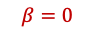 β = 0